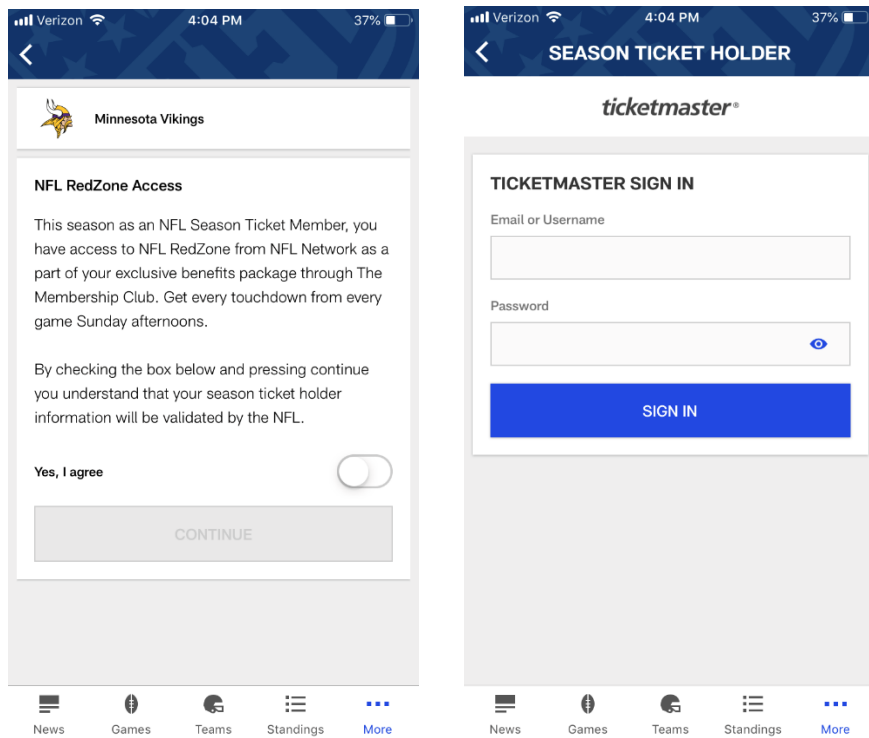 Verizon 4:04 PM 37%
Minnesota Vikings
NFL RedZone Access
This season as an NFL Season Ticket Member, you
have access to NFL RedZone from NFL Network as a
part of your exclusive benefits package through The
Membership Club. Get every touchdown from every
game Sunday afternoons.
By checking the box below and pressing continue
you understand that your season ticket holder
information will be validated by the NFL.
Yes, I agree
CONTINUE
News Games Teams Standings More
Verizon 4:04 PM 37%
SEASON TICKET HOLDER
ticketmaster®
TICKETMASTER SIGN IN
Email or Username
Password
SIGN IN
News Games Teams Standings More